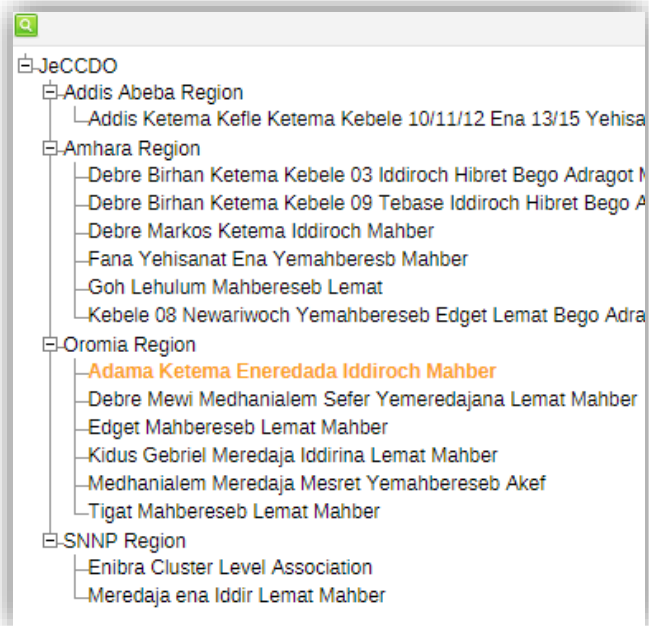 JeCCDO
Addis Abeba Region
Addis Ketema Kefle Ketema Kebele 10/11/12 Ena 13/15 Yehisa
Amhara Region
Debre Birhan Ketema Kebele 03 Iddiroch Hibret Bego Adragot
Debre Birhan Ketema Kebele 09 Tebase Iddiroch Hibret Bego A
Debre Markos Ketema Iddiroch Mahber
Fana Yehisanat Ena Yemahberesb Mahber
Goh Lehulum Mahbereseb Lemat
Kebele 08 Newariwoch Yemahbereseb Edget Lemat Bego Adra
Oromia Region
Adama Ketema Eneredada Iddiroch Mahber
Debre Mewi Medhanialem Sefer Yemeredajana Lemat Mahber
Edget Mahbereseb Lemat Mahber
Kidus Gebriel Meredaja Iddirina Lemat Mahber
Medhanialem Meredaja Mesret Yemahbereseb Akef
Tigat Mahbereseb Lemat Mahber
SNNP Region
Enibra Cluster Level Association
Meredaja ena Iddir Lemat Mahber